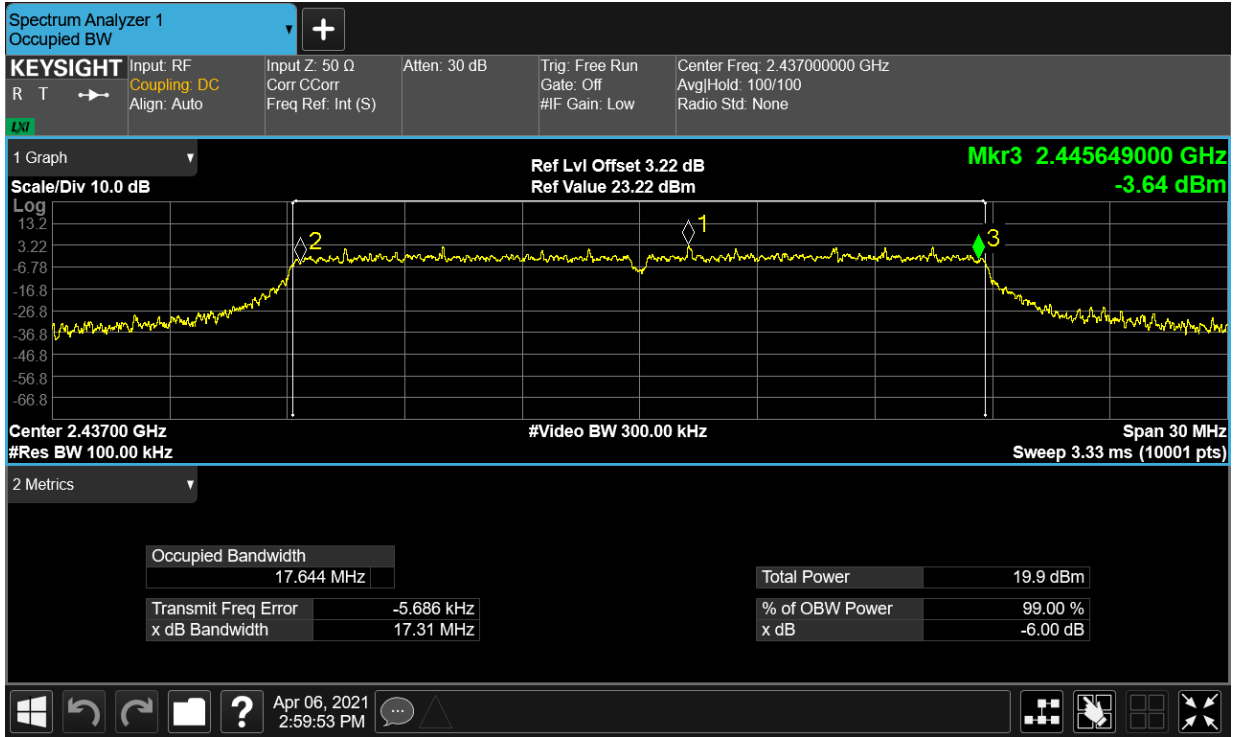 Spectrum Analyzer 1
Occupied BW
KEYSIGHT
R T
LXI
Input: RF
Coupling: DC
Align: Auto
Input Z: 50 Ω
Corr CCorr
Freq Ref: Int (S)
Atten: 30 dB
Trig: Free Run
Gate: Off
#IF Gain: Low
Center Freq: 2.437000000 GHz
Avg|Hold: 100/100
Radio Std: None
1 Graph
Ref Lvl Offset 3.22 dB
Mkr3 2.445649000 GHz
Scale/Div 10.0 dB
Ref Value 23.22 dBm
-3.64 dBm
Log
13.2
3.22
-6.78
-16.8
-26.8
-36.8
-46.8
-56.8
-66.8
2
1
3
Center 2.43700 GHz
#Video BW 300.00 kHz
Span 30 MHz
#Res BW 100.00 kHz
Sweep 3.33 ms (10001 pts)
2 Metrics
Occupied Bandwidth
17.644 MHz
Total Power 19.9 dBm
Transmit Freq Error -5.686 kHz
% of OBW Power 99.00 %
x dB Bandwidth 17.31 MHz
x dB -6.00 dB
?
Apr 06, 2021
2:59:53 PM